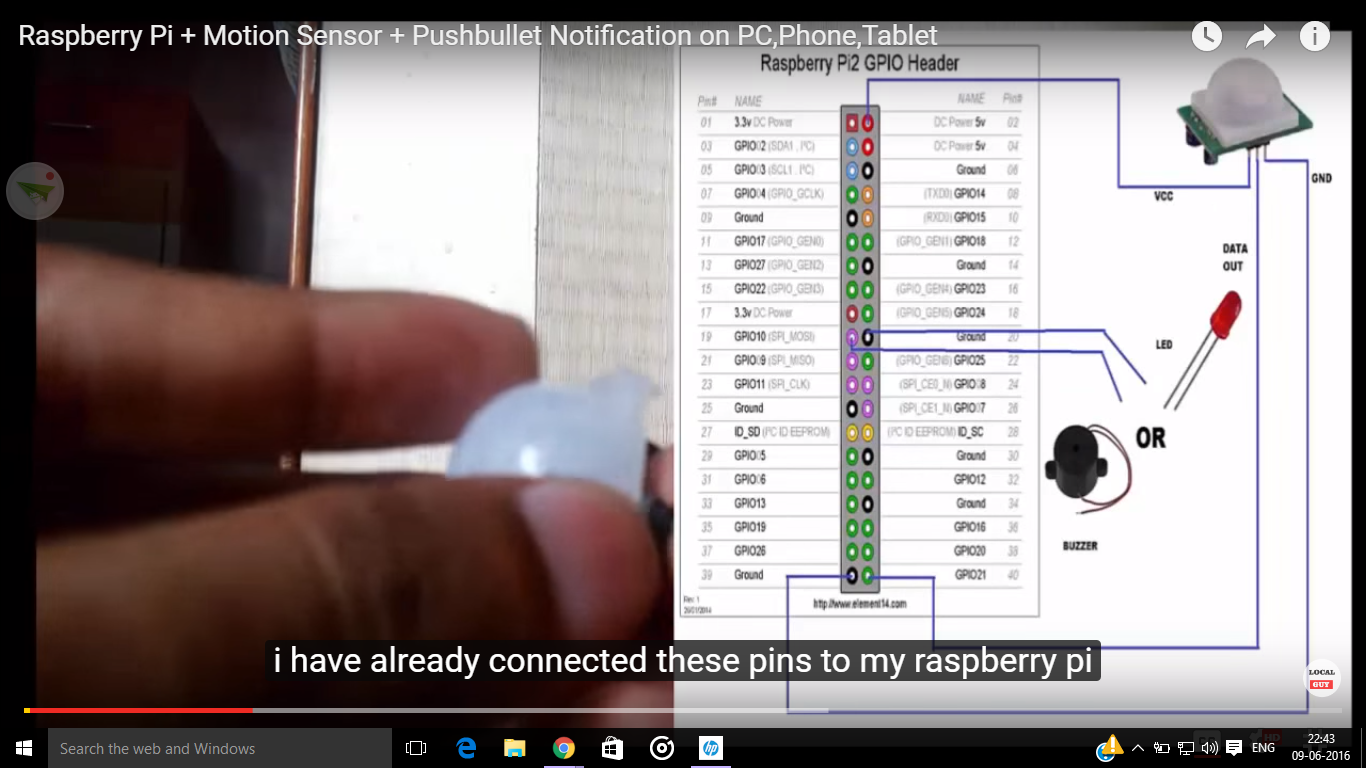 Raspberry Pi + Motion Sensor + Pushbullet Notification on PC,Phone,Tablet
Raspberry Pi2 GPIO Header
Pin# NAME NAME Pin#
01 3.3v DC Power DC Power 5v 02
03 GPIO02 (SDA1 , I²C) DC Power 5v 04
05 GPIO03 (SCL1 , I²C) Ground 06
07 GPIO04 (GPIO_GCLK) (TXD0) GPIO14 08
09 Ground (RXD0) GPIO15 10
11 GPIO17 (GPIO_GEN0) (GPIO_GEN1) GPIO18 12
13 GPIO27 (GPIO_GEN2) Ground 14
15 GPIO22 (GPIO_GEN3) (GPIO_GEN4) GPIO23 16
17 3.3v DC Power (GPIO_GEN5) GPIO24 18
19 GPIO10 (SPI_MOSI) Ground 20
21 GPIO09 (SPI_MISO) (GPIO_GEN6) GPIO25 22
23 GPIO11 (SPI_CLK) (SPI_CE0_N) GPIO08 24
25 Ground (SPI_CE1_N) GPIO07 26
27 ID_SD (I²C ID EEPROM) (I²C ID EEPROM) ID_SC 28
29 GPIO05 Ground 30
31 GPIO06 GPIO12 32
33 GPIO13 Ground 34
35 GPIO19 GPIO16 36
37 GPIO26 GPIO20 38
39 Ground GPIO21 40
Rev. 1
26/01/2014
http://www.element14.com
GND
VCC
DATA
OUT
LED
OR
BUZZER
i have already connected these pins to my raspberry pi
LOCAL
GUY
HD
Search the web and Windows
hp
ENG
22:43
09-06-2016